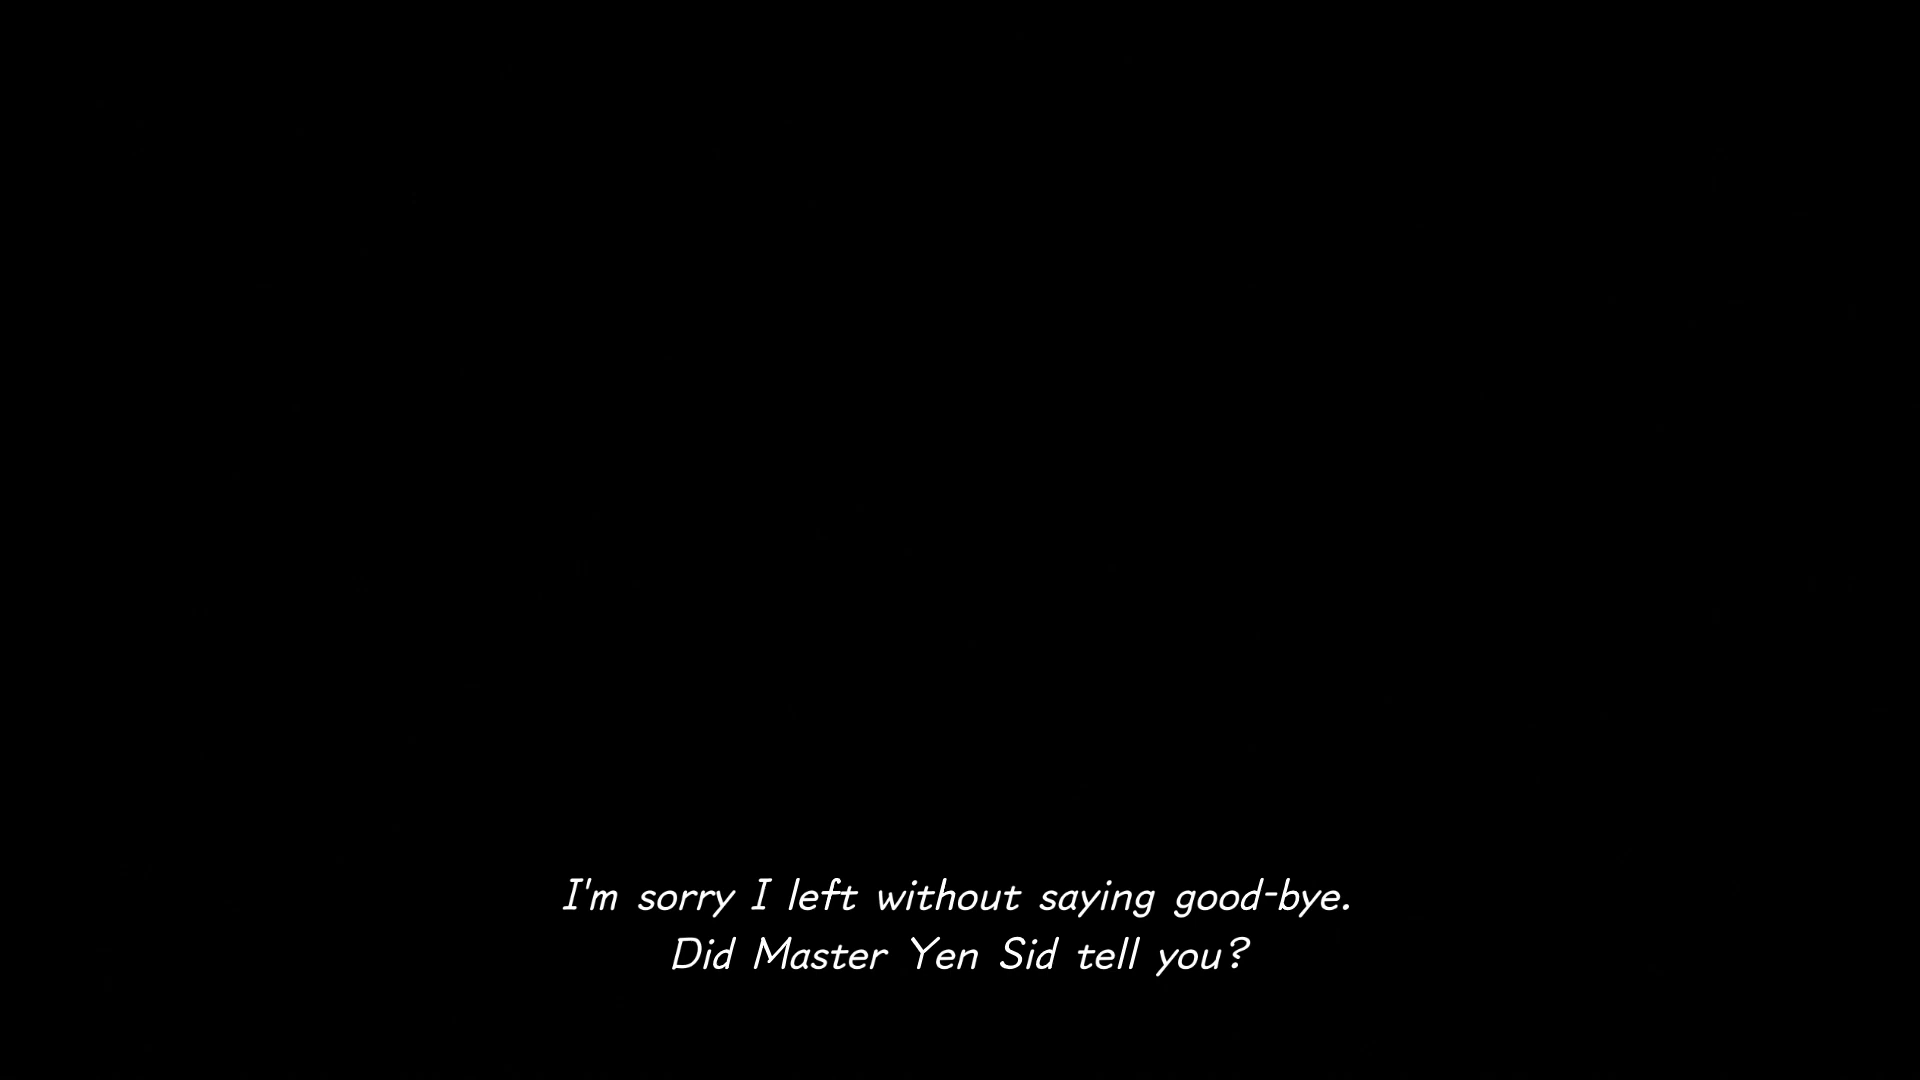 I'm sorry I left without saying good-bye.
Did Master Yen Sid tell you?